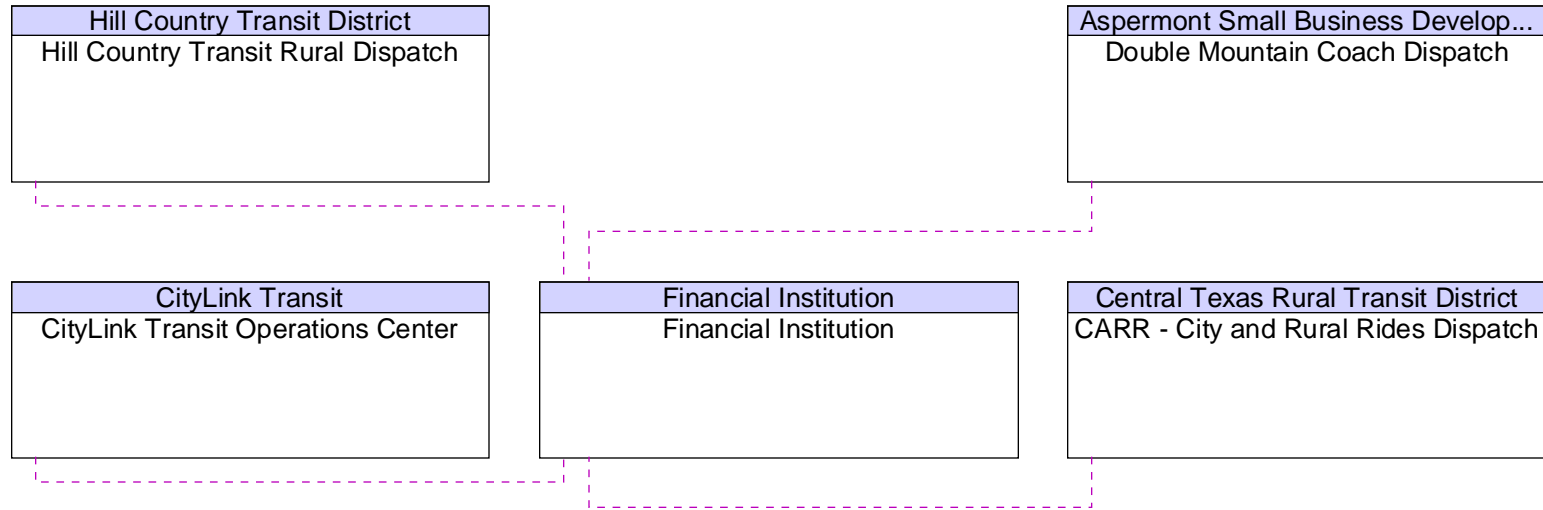 Hill Country Transit District
Hill Country Transit Rural Dispatch
Aspermont Small Business Develop...
Double Mountain Coach Dispatch
CityLink Transit
CityLink Transit Operations Center
Financial Institution
Financial Institution
Central Texas Rural Transit District
CARR - City and Rural Rides Dispatch